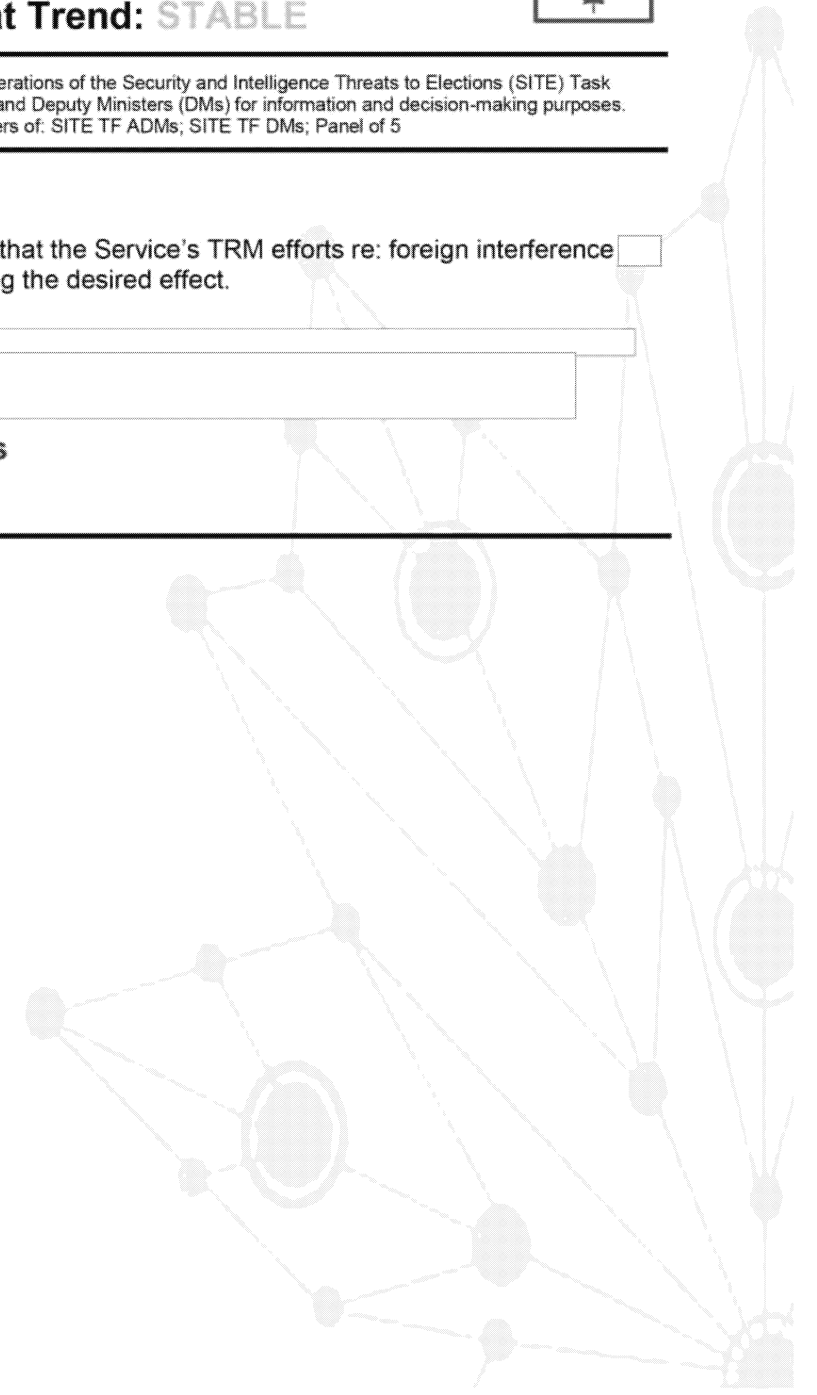 t Trend: STABLE
erations of the Security and Intelligence Threats to Elections (SITE) Task
and Deputy Ministers (DMs) for information and decision-making purposes.
ers of: SITE TF ADMs; SITE TF DMs; Panel of 5
that the Service's TRM efforts re: foreign interference
g the desired effect.
s